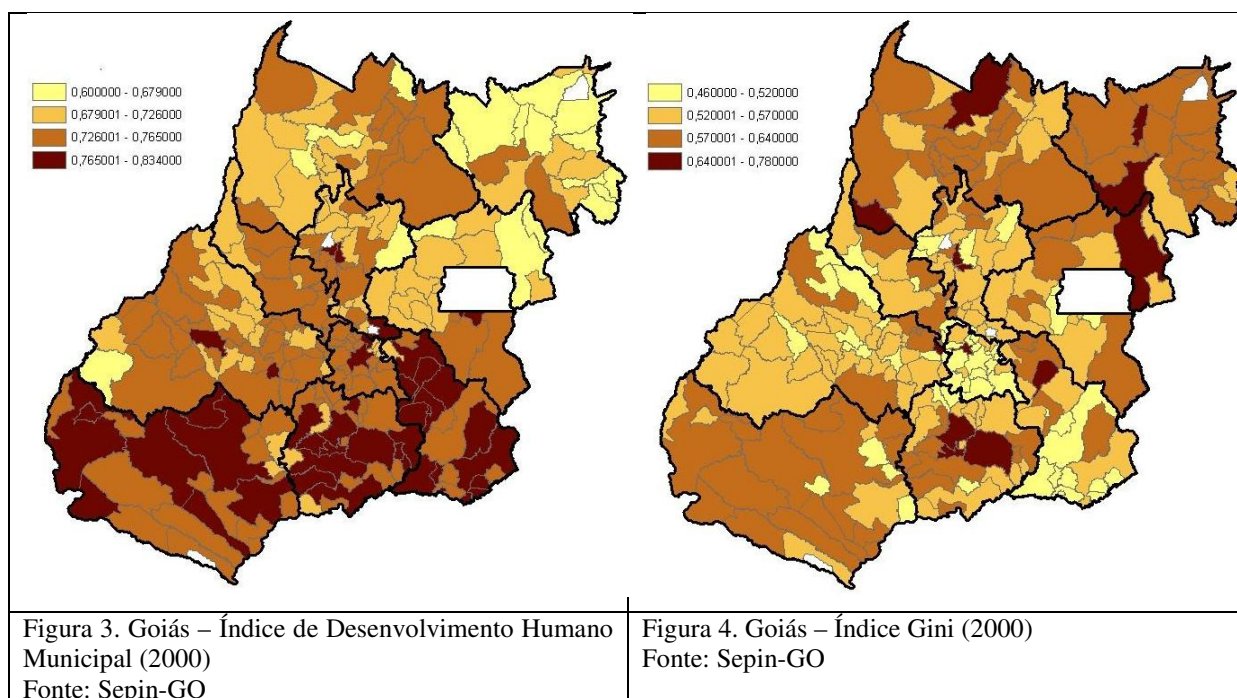 0,600000 - 0,679000
0,679001 - 0,726000
0,726001 - 0,765000
0,765001 - 0,834000
0,460000 - 0,520000
0,520001 - 0,570000
0,570001 - 0,640000
0,640001 - 0,780000
Figura 3. Goiás – Índice de Desenvolvimento Humano
Municipal (2000)
Fonte: Sepin-GO
Figura 4. Goiás – Índice Gini (2000)
Fonte: Sepin-GO